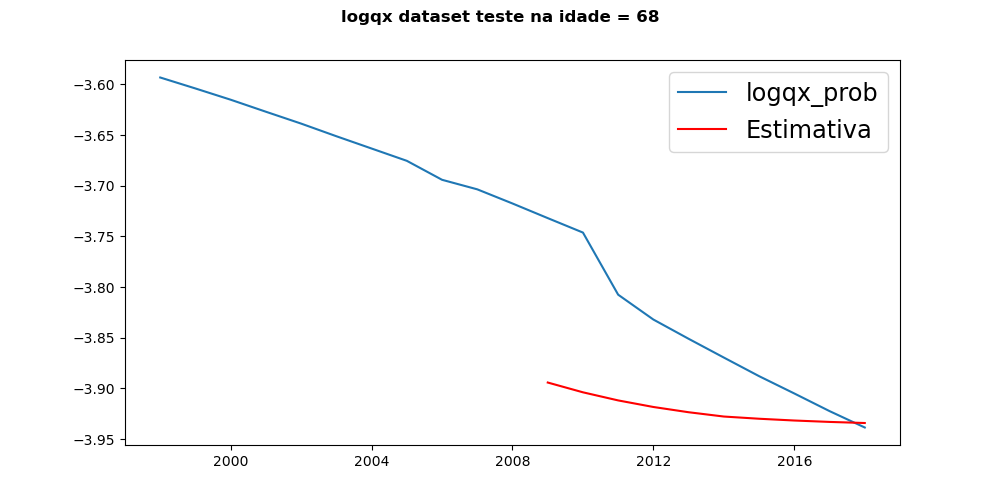 logqx dataset teste na idade = 68
logqx_prob
Estimativa
−3.60
−3.65
−3.70
−3.75
−3.80
−3.85
−3.90
−3.95
2000 2004 2008 2012 2016